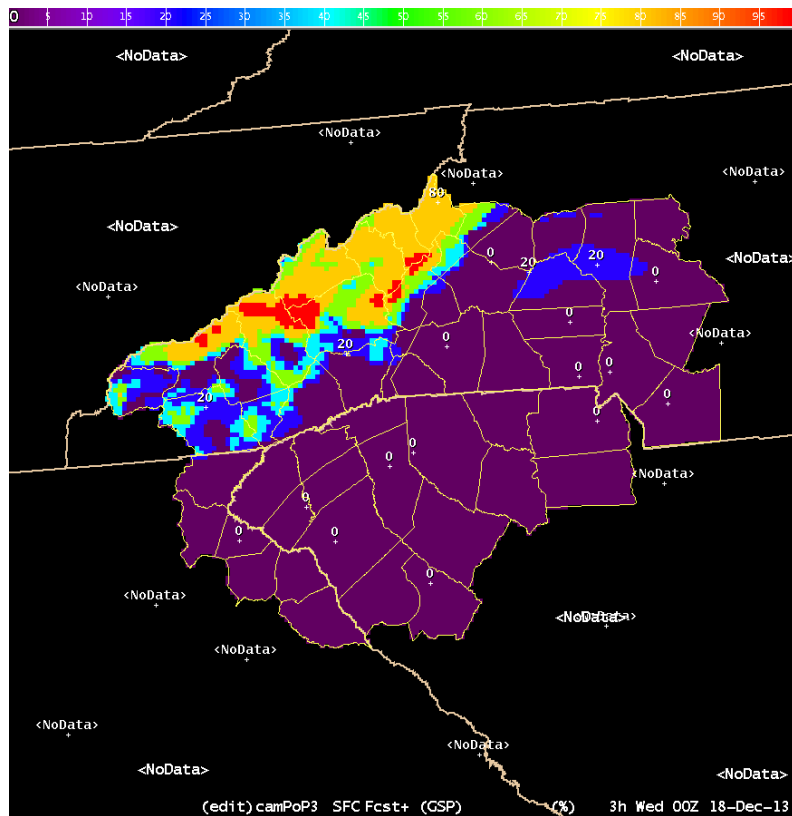 0 5 10 15 20 25 30 35 40 45 50 55 60 65 70 75 80 85 90 95
<NoData> <NoData>
<NoData>
<NoData> <NoData>
80
<NoData>
0 20 20 <NoData>
0
<NoData>
0
<NoData>
20 0
0 0
20 0
0
0
0
<NoData>
0
0 0
0
<NoData>
<NoData> <NoData>
<NoData>
<NoData>
<NoData>
<NoData> <NoData>
(edit)camPoP3 SFC Fcst+ (GSP) (%) 3h Wed 00Z 18-Dec-13